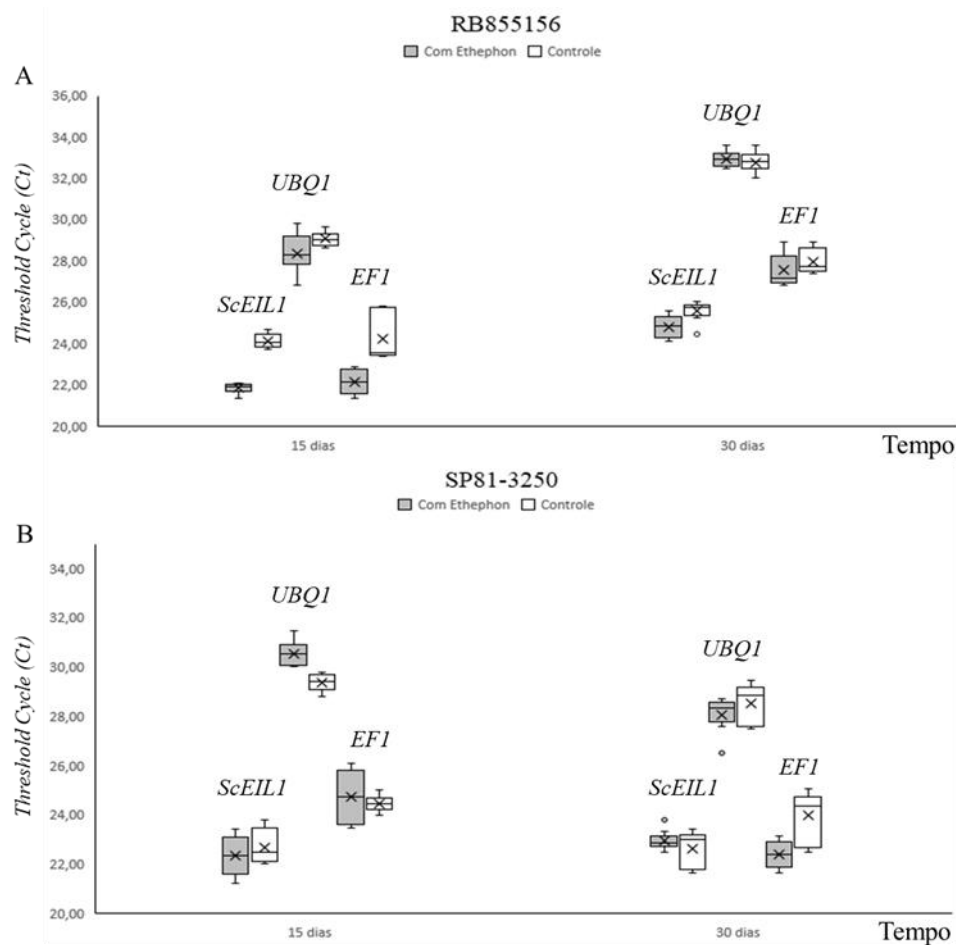 RB855156
Com Ethephon Controle
A
36,00
34,00
32,00
30,00
28,00
26,00
24,00
22,00
20,00
Threshold Cycle (Ct)
UBQ1
ScEIL1
EF1
UBQ1
ScEIL1
EF1
15 dias
30 dias
Tempo
SP81-3250
Com Ethephon Controle
B
34,00
32,00
30,00
28,00
26,00
24,00
22,00
20,00
Threshold Cycle (Ct)
UBQ1
ScEIL1
EF1
UBQ1
ScEIL1
EF1
15 dias
30 dias
Tempo